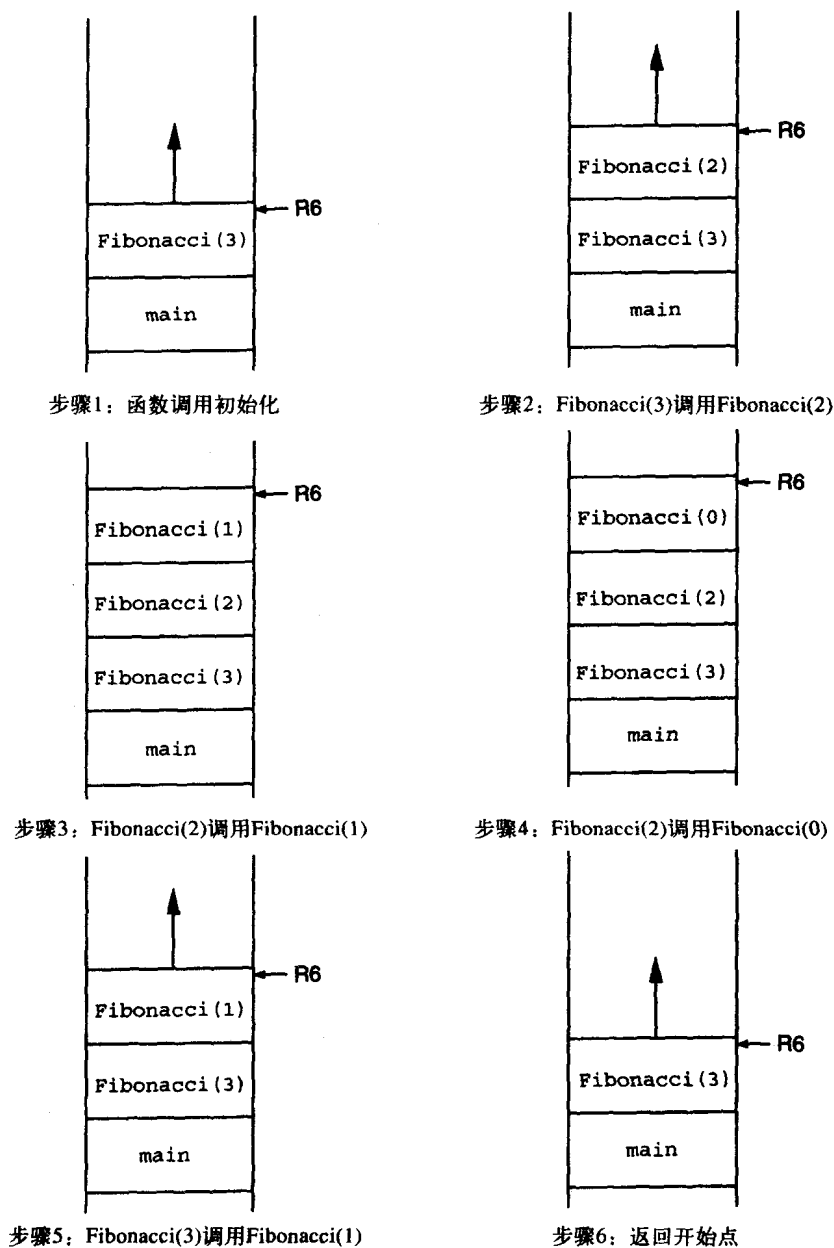 R6
Fibonacci(3)
main
步骤1：函数调用初始化
R6
Fibonacci(2)
Fibonacci(3)
main
步骤2：Fibonacci(3)调用Fibonacci(2)
R6
Fibonacci(1)
Fibonacci(2)
Fibonacci(3)
main
步骤3：Fibonacci(2)调用Fibonacci(1)
R6
Fibonacci(0)
Fibonacci(2)
Fibonacci(3)
main
步骤4：Fibonacci(2)调用Fibonacci(0)
R6
Fibonacci(1)
Fibonacci(3)
main
步骤5：Fibonacci(3)调用Fibonacci(1)
R6
Fibonacci(3)
main
步骤6：返回开始点